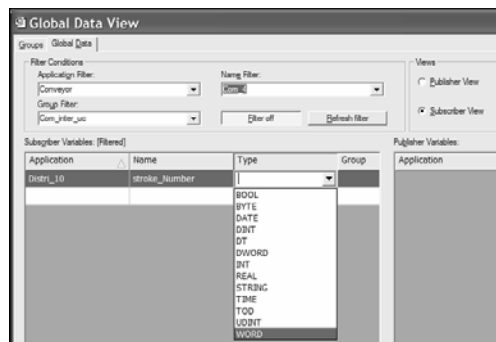 Global Data View
Groups Global Data
Filter Conditions
Application Filter:
Name Filter:
Conveyor
Group Filter:
Com_inter_uc
Filter off
Refresh filter
Views
Publisher View
Subscriber View
Subscriber Variables: [Filtered]
Publisher Variables:
Application Name Type Group
Application
Distri_10 stroke_Number
BOOL
BYTE
DATE
DINT
DT
DWORD
INT
REAL
STRING
TIME
TOD
UDINT
WORD